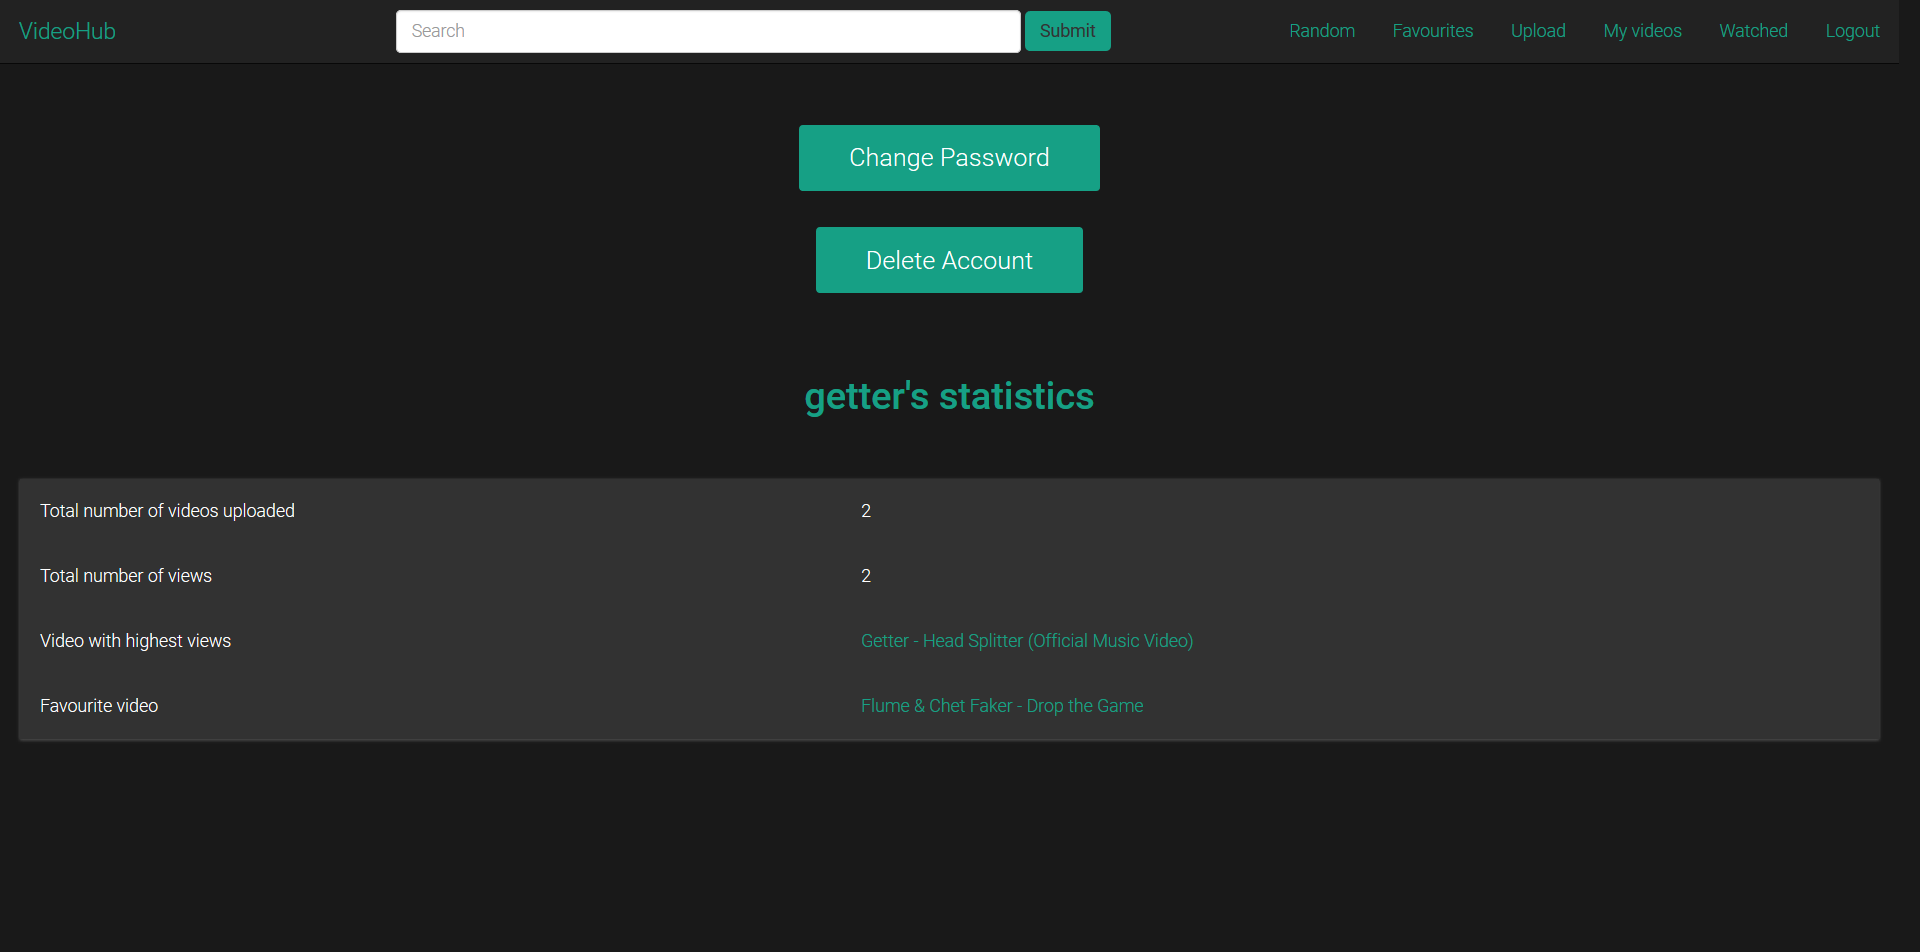 VideoHub Search Submit Random Favourites Upload My videos Watched Logout
Change Password
Delete Account
getter's statistics
Total number of videos uploaded 2
Total number of views 2
Video with highest views Getter - Head Splitter (Official Music Video)
Favourite video Flume & Chet Faker - Drop the Game